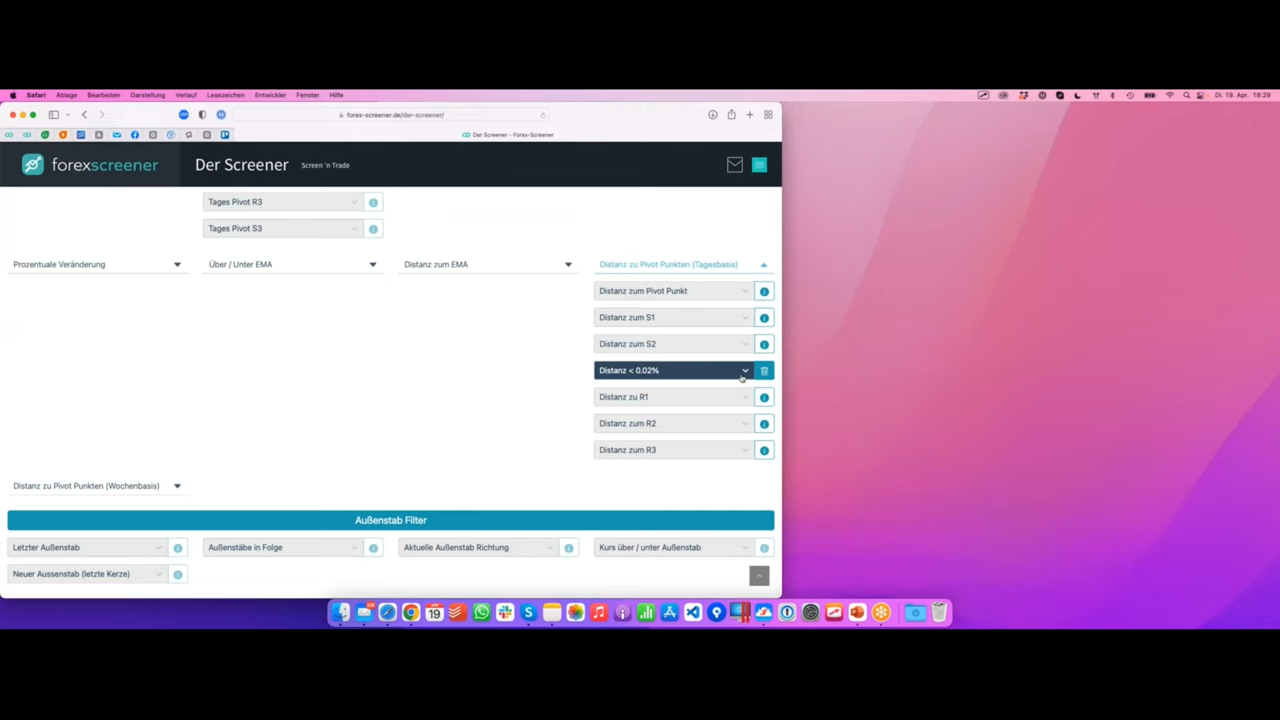 Safari Ablage Bearbeiten Darstellung Verlauf Lesezeichen Entwickler Fenster Hilfe Di. 19. Apr. 18:29
forex-screener.de/der-screener/
Der Screener - Forex-Screener
forexscreener Der Screener Screen 'n Trade
Tages Pivot R3
Tages Pivot S3
Prozentuale Veränderung Über / Unter EMA Distanz zum EMA Distanz zu Pivot Punkten (Tagesbasis)
Distanz zum Pivot Punkt
Distanz zum S1
Distanz zum S2
Distanz < 0.02%
Distanz zu R1
Distanz zum R2
Distanz zum R3
Distanz zu Pivot Punkten (Wochenbasis)
Außenstab Filter
Letzter Außenstab Außenstäbe in Folge Aktuelle Außenstab Richtung Kurs über / unter Außenstab
Neuer Aussenstab (letzte Kerze)
19